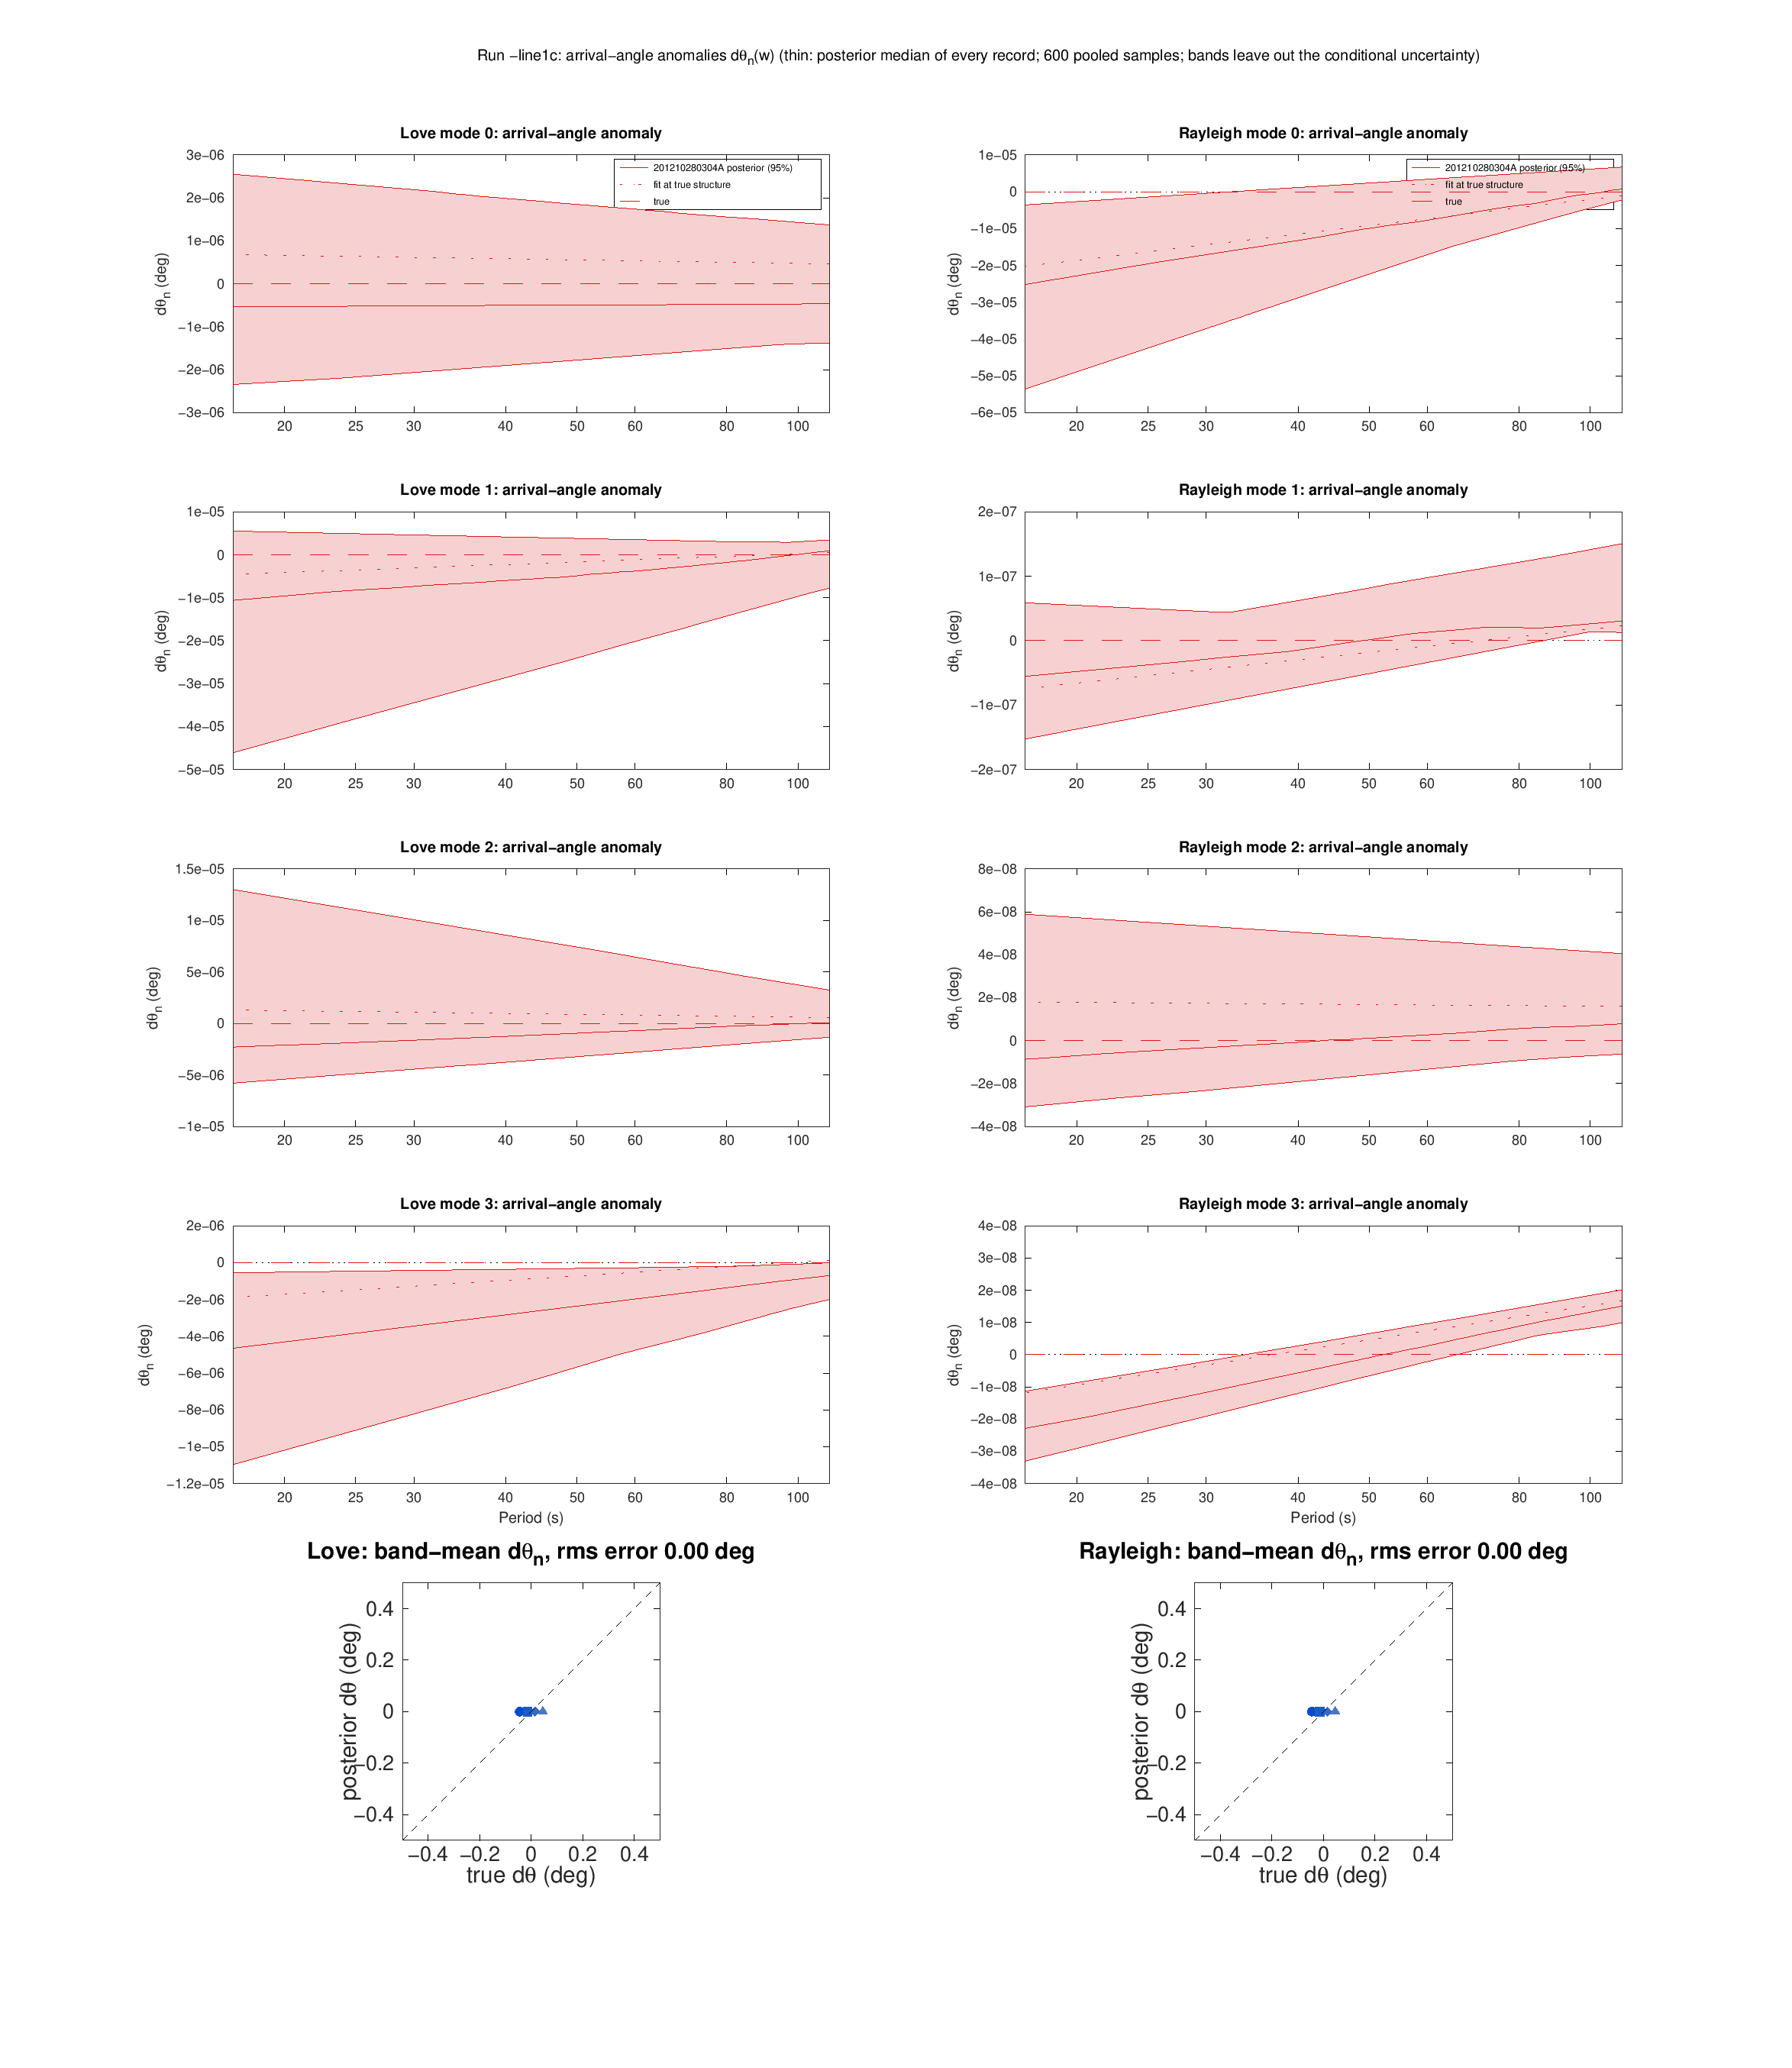 Run −line1c: arrival−angle anomalies dθn(w) (thin: posterior median of every record; 600 pooled samples; bands leave out the conditional uncertainty)
Love mode 0: arrival−angle anomaly
3e−06
2e−06
1e−06
0
−1e−06
−2e−06
−3e−06
dθn (deg)
201210280304A posterior (95%)
fit at true structure
true
20 25 30 40 50 60 80 100
Rayleigh mode 0: arrival−angle anomaly
1e−05
0
−1e−05
−2e−05
−3e−05
−4e−05
−5e−05
−6e−05
dθn (deg)
201210280304A posterior (95%)
fit at true structure
true
20 25 30 40 50 60 80 100
Love mode 1: arrival−angle anomaly
1e−05
0
−1e−05
−2e−05
−3e−05
−4e−05
−5e−05
dθn (deg)
20 25 30 40 50 60 80 100
Rayleigh mode 1: arrival−angle anomaly
2e−07
1e−07
0
−1e−07
−2e−07
dθn (deg)
20 25 30 40 50 60 80 100
Love mode 2: arrival−angle anomaly
1.5e−05
1e−05
5e−06
0
−5e−06
−1e−05
dθn (deg)
20 25 30 40 50 60 80 100
Rayleigh mode 2: arrival−angle anomaly
8e−08
6e−08
4e−08
2e−08
0
−2e−08
−4e−08
dθn (deg)
20 25 30 40 50 60 80 100
Love mode 3: arrival−angle anomaly
2e−06
0
−2e−06
−4e−06
−6e−06
−8e−06
−1e−05
−1.2e−05
dθn (deg)
20 25 30 40 50 60 80 100
Period (s)
Rayleigh mode 3: arrival−angle anomaly
4e−08
3e−08
2e−08
1e−08
0
−1e−08
−2e−08
−3e−08
−4e−08
dθn (deg)
20 25 30 40 50 60 80 100
Period (s)
Love: band−mean dθn, rms error 0.00 deg
0.4
0.2
0
−0.2
−0.4
posterior dθ (deg)
−0.4 −0.2 0 0.2 0.4
true dθ (deg)
Rayleigh: band−mean dθn, rms error 0.00 deg
0.4
0.2
0
−0.2
−0.4
posterior dθ (deg)
−0.4 −0.2 0 0.2 0.4
true dθ (deg)